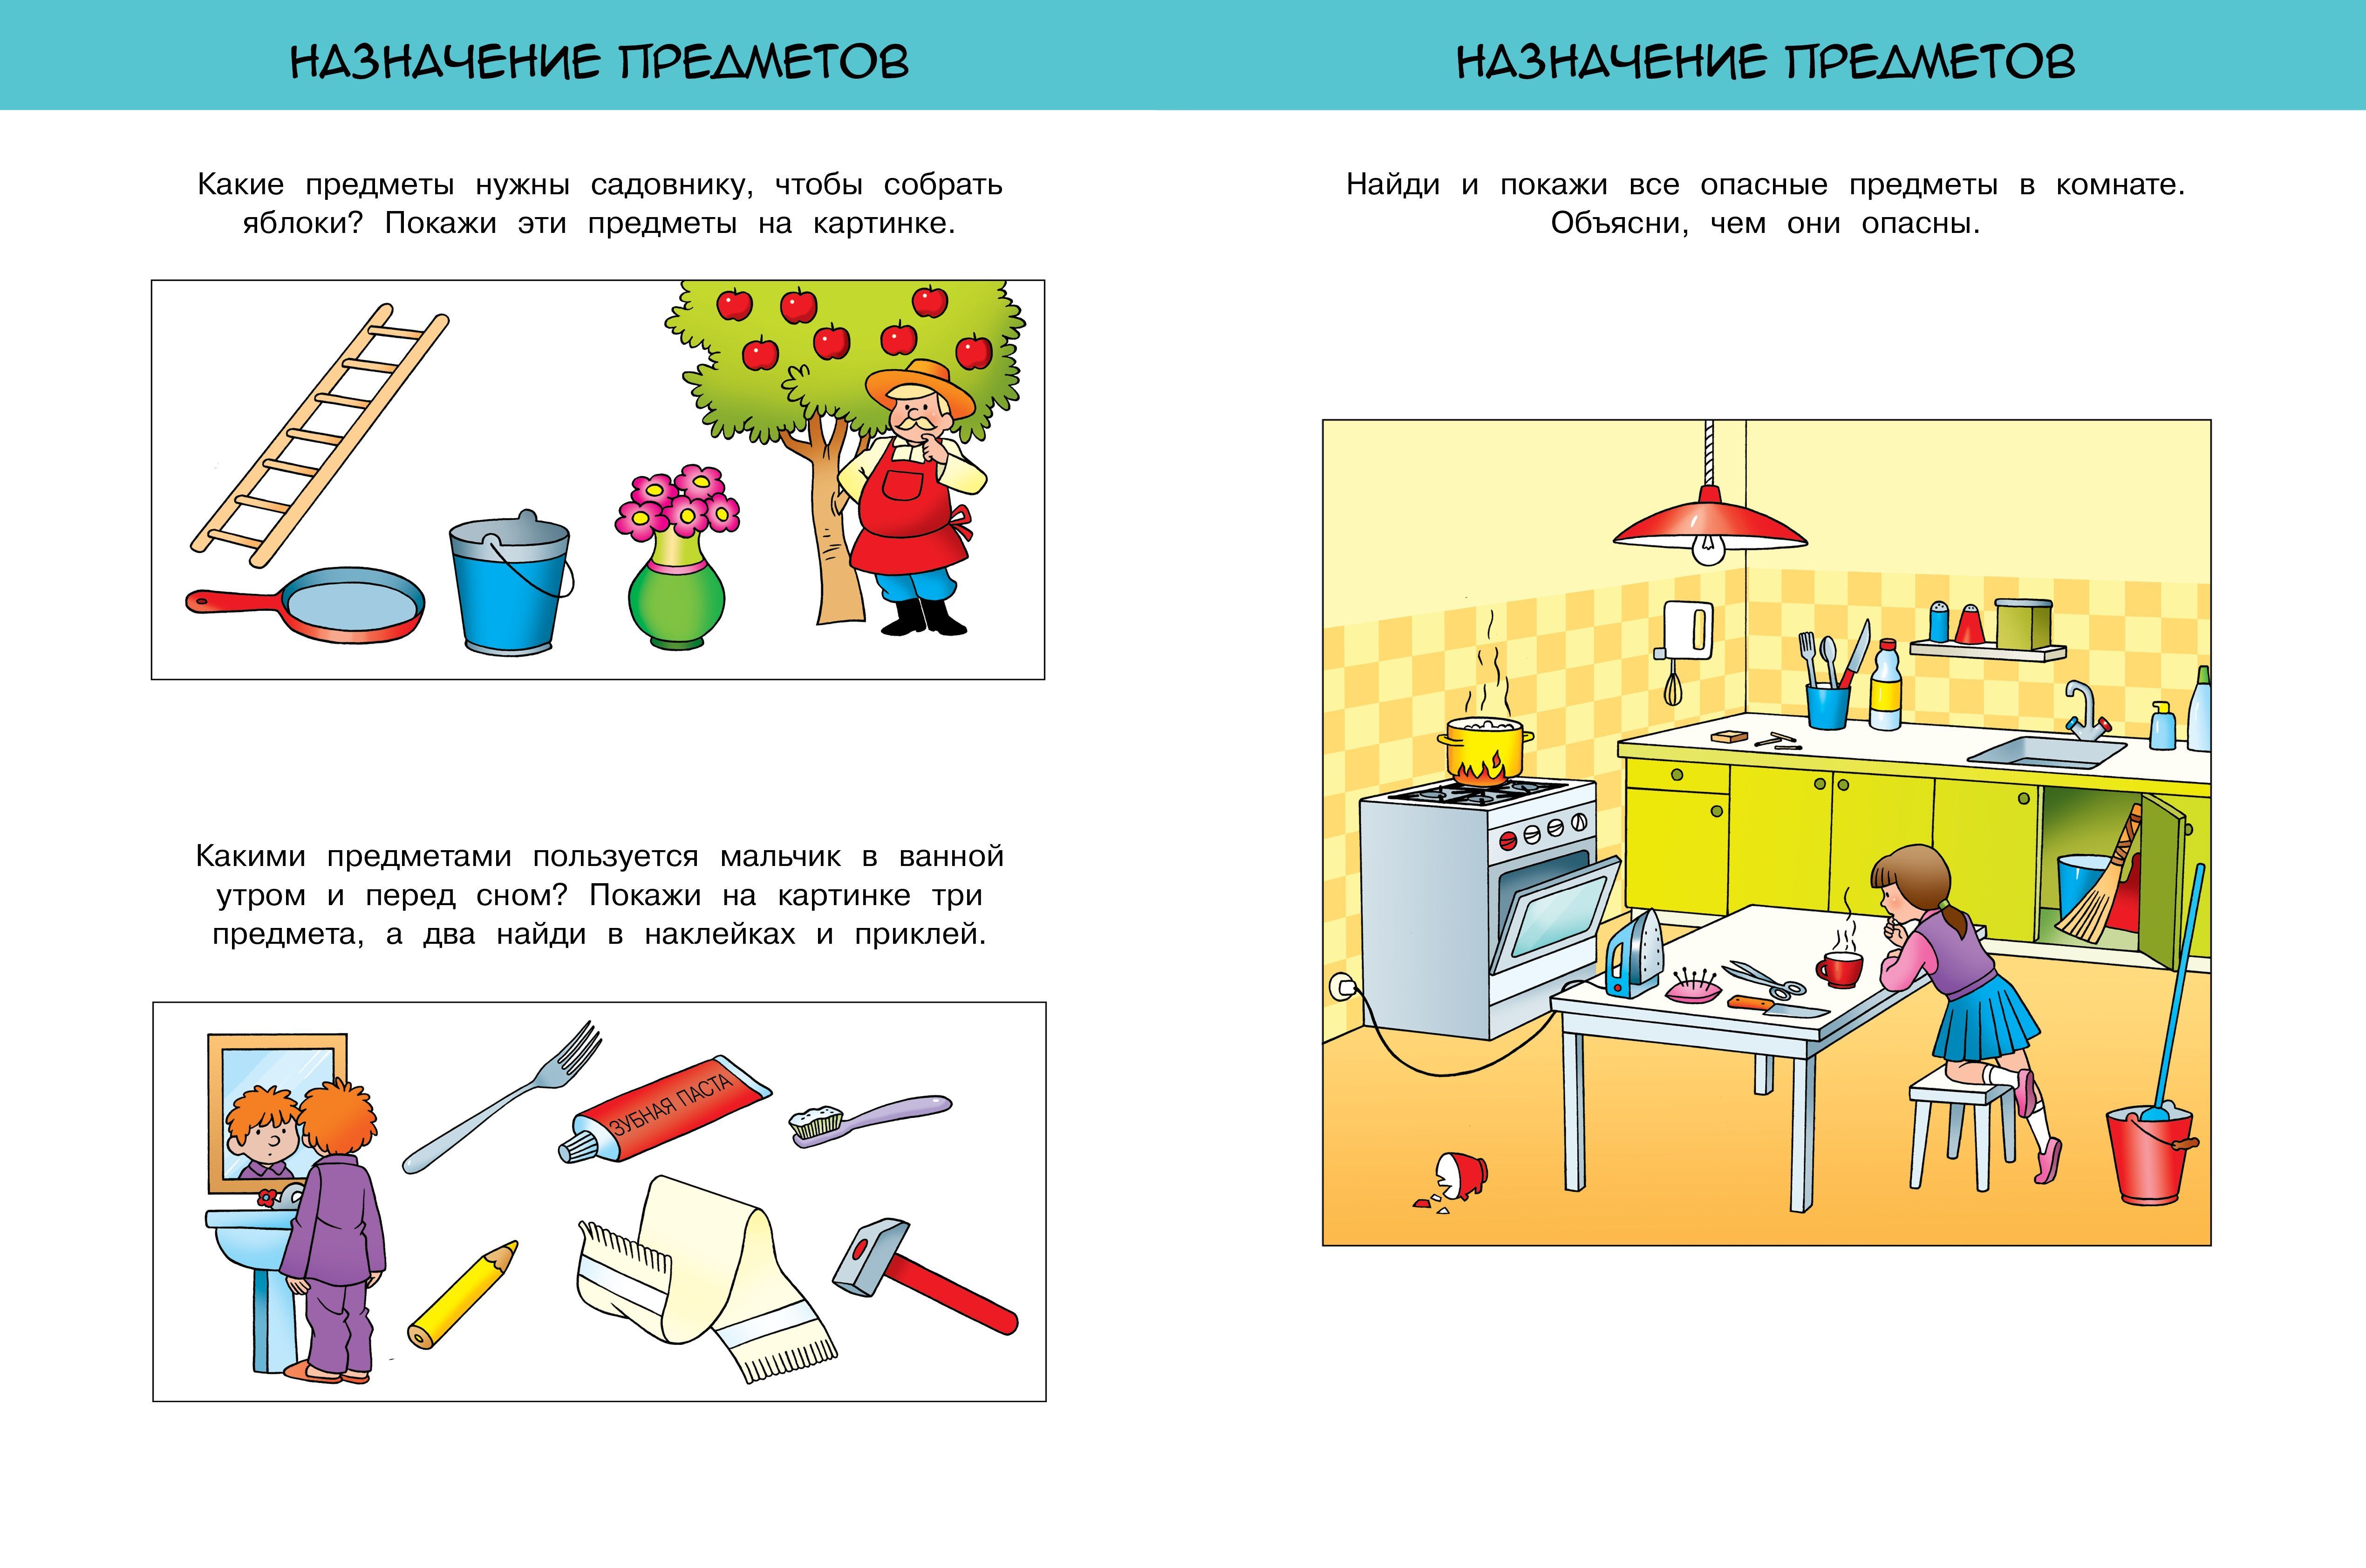 НАЗНАЧЕНИЕ ПРЕДМЕТОВ
Какие предметы нужны садовнику, чтобы собрать
яблоки? Покажи эти предметы на картинке.
Какими предметами пользуется мальчик в ванной
утром и перед сном? Покажи на картинке три
предмета, а два найди в наклейках и приклей.
ЗУБНАЯ ПАСТА
НАЗНАЧЕНИЕ ПРЕДМЕТОВ
Найди и покажи все опасные предметы в комнате.
Объясни, чем они опасны.